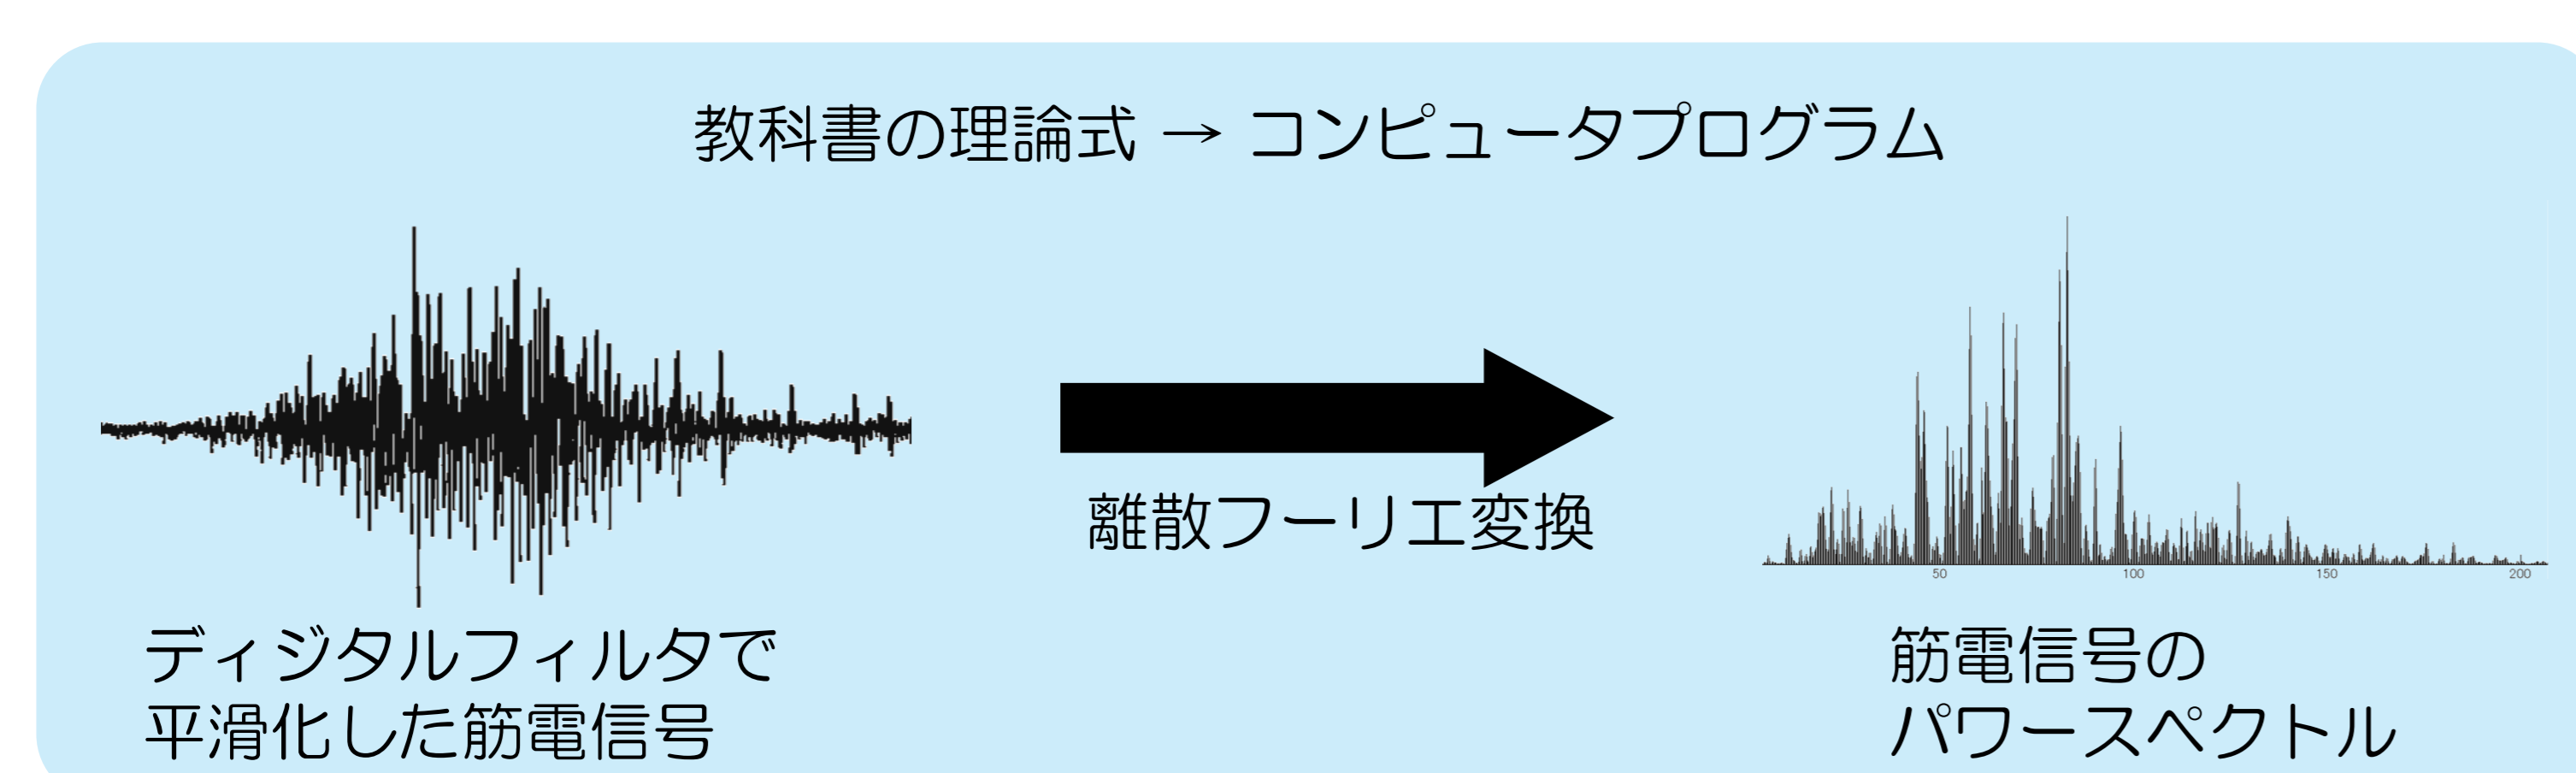 教科書の理論式 → コンピュータプログラム
離散フーリエ変換
50 100 150 200
ディジタルフィルタで
平滑化した筋電信号
筋電信号の
パワースペクトル